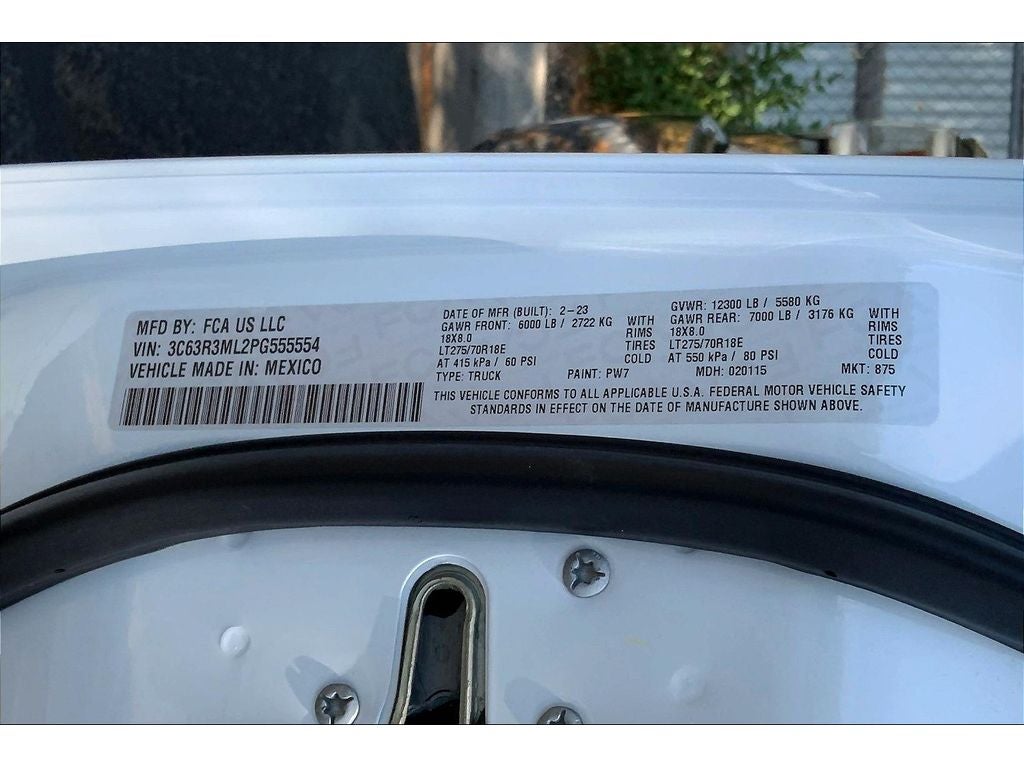 MFD BY: FCA US LLC
VIN: 3C63R3ML2PG555554
VEHICLE MADE IN: MEXICO
DATE OF MFR (BUILT): 2-23
GAWR FRONT: 6000 LB / 2722 KG WITH
18X8.0 RIMS
LT275/70R18E TIRES
AT 415 kPa / 60 PSI COLD
TYPE: TRUCK PAINT: PW7
GVWR: 12300 LB / 5580 KG
GAWR REAR: 7000 LB / 3176 KG WITH
18X8.0 RIMS
LT275/70R18E TIRES
AT 550 kPa / 80 PSI COLD
MDH: 020115 MKT: 875
THIS VEHICLE CONFORMS TO ALL APPLICABLE U.S.A. FEDERAL MOTOR VEHICLE SAFETY
STANDARDS IN EFFECT ON THE DATE OF MANUFACTURE SHOWN ABOVE.